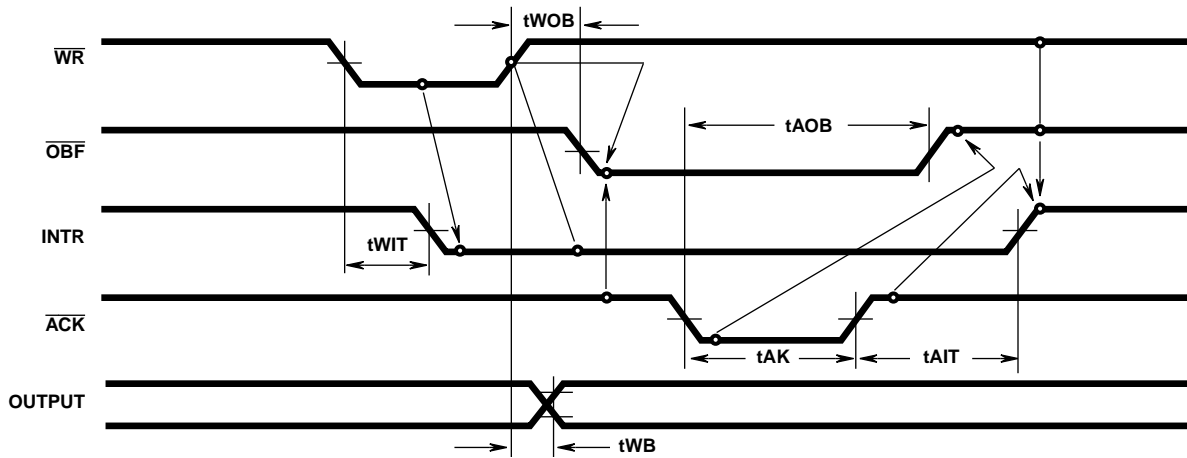 tWOB
WR
OBF
tAOB
INTR
tWIT
ACK
tAK
tAIT
OUTPUT
tWB